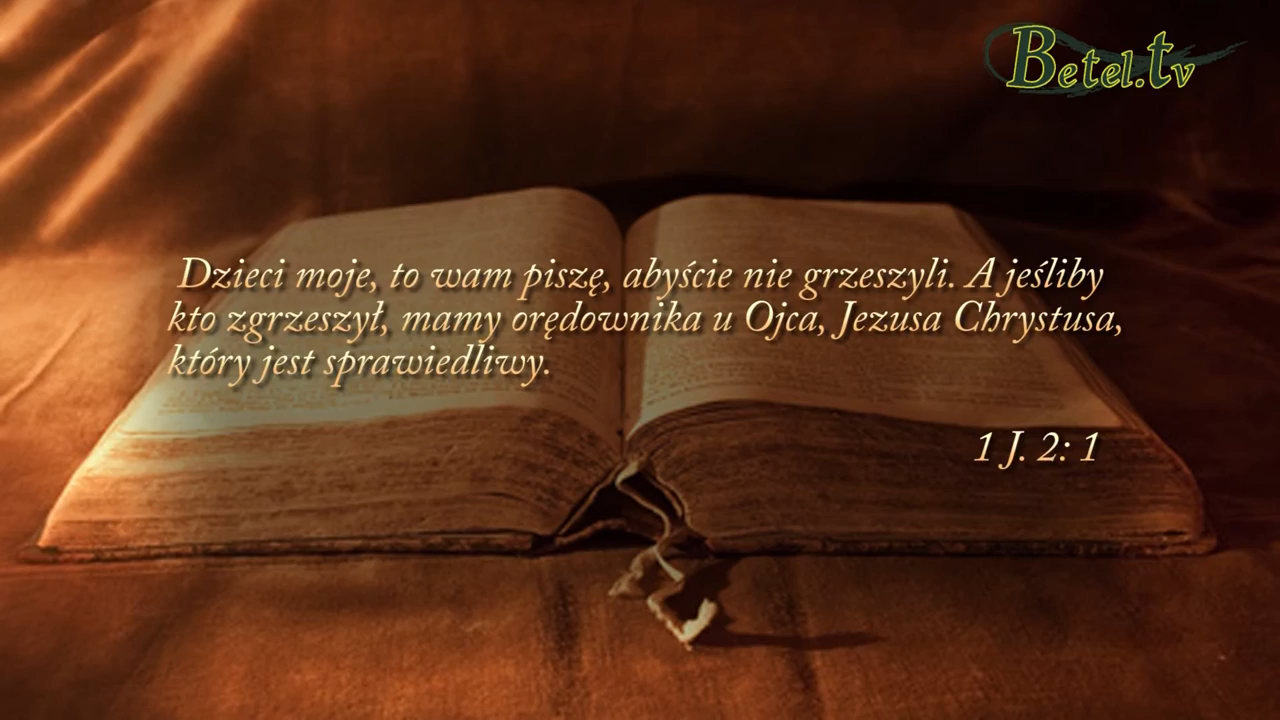 Betel.tv
Dzieci moje, to wam piszę, abyście nie grzeszyli. A jeśliby
kto zgrzeszył, mamy orędownika u Ojca, Jezusa Chrystusa,
który jest sprawiedliwy.
1 J. 2: 1